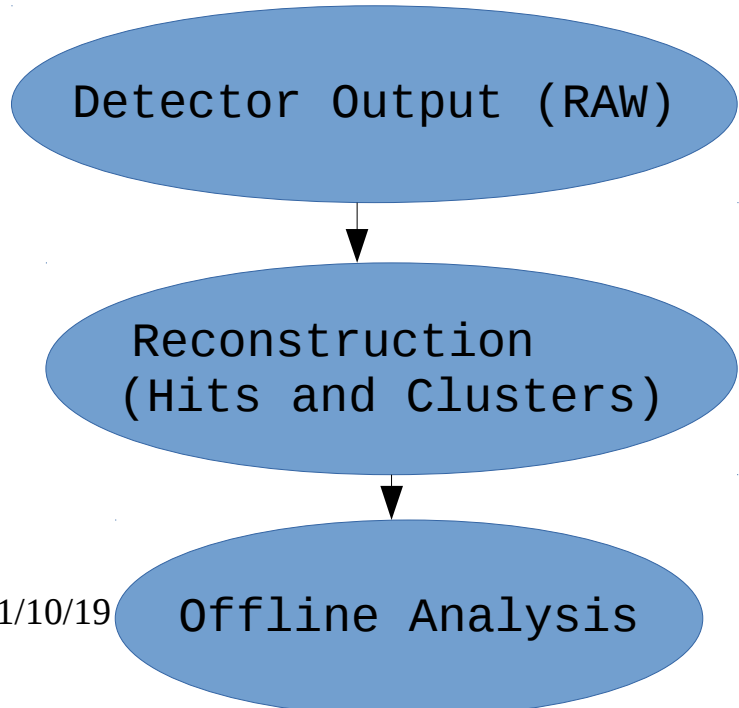 Detector Output (RAW)
Reconstruction
(Hits and Clusters)
1/10/19
Offline Analysis